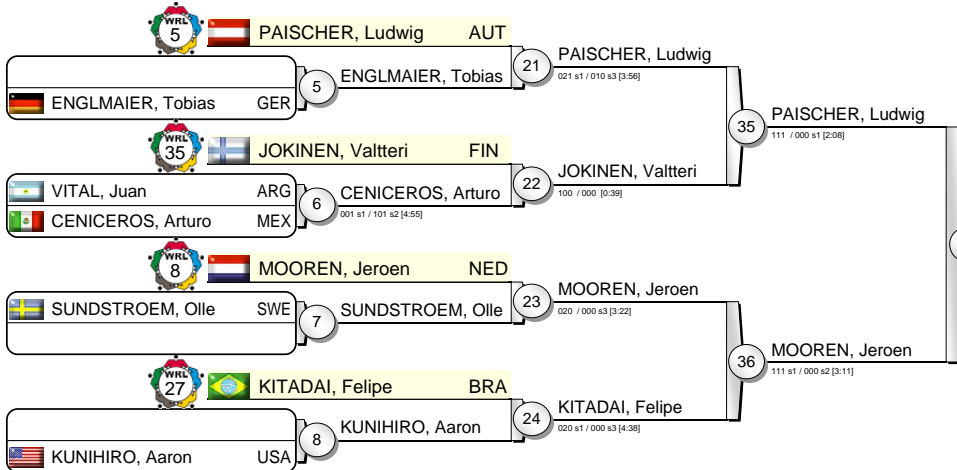 WRL
5
PAISCHER, Ludwig AUT
ENGLMAIER, Tobias GER
5
ENGLMAIER, Tobias
21
PAISCHER, Ludwig
021 s1 / 010 s3 [3:56]
WRL
35
JOKINEN, Valtteri FIN
VITAL, Juan ARG
CENICEROS, Arturo MEX
6
CENICEROS, Arturo
001 s1 / 101 s2 [4:55]
22
JOKINEN, Valtteri
100 / 000 [0:39]
35
PAISCHER, Ludwig
111 / 000 s1 [2:08]
WRL
8
MOOREN, Jeroen NED
SUNDSTROEM, Olle SWE
7
SUNDSTROEM, Olle
23
MOOREN, Jeroen
020 / 000 s3 [3:22]
WRL
27
KITADAI, Felipe BRA
KUNIHIRO, Aaron USA
8
KUNIHIRO, Aaron
24
KITADAI, Felipe
020 s1 / 000 s3 [4:38]
36
MOOREN, Jeroen
111 s1 / 000 s2 [3:11]